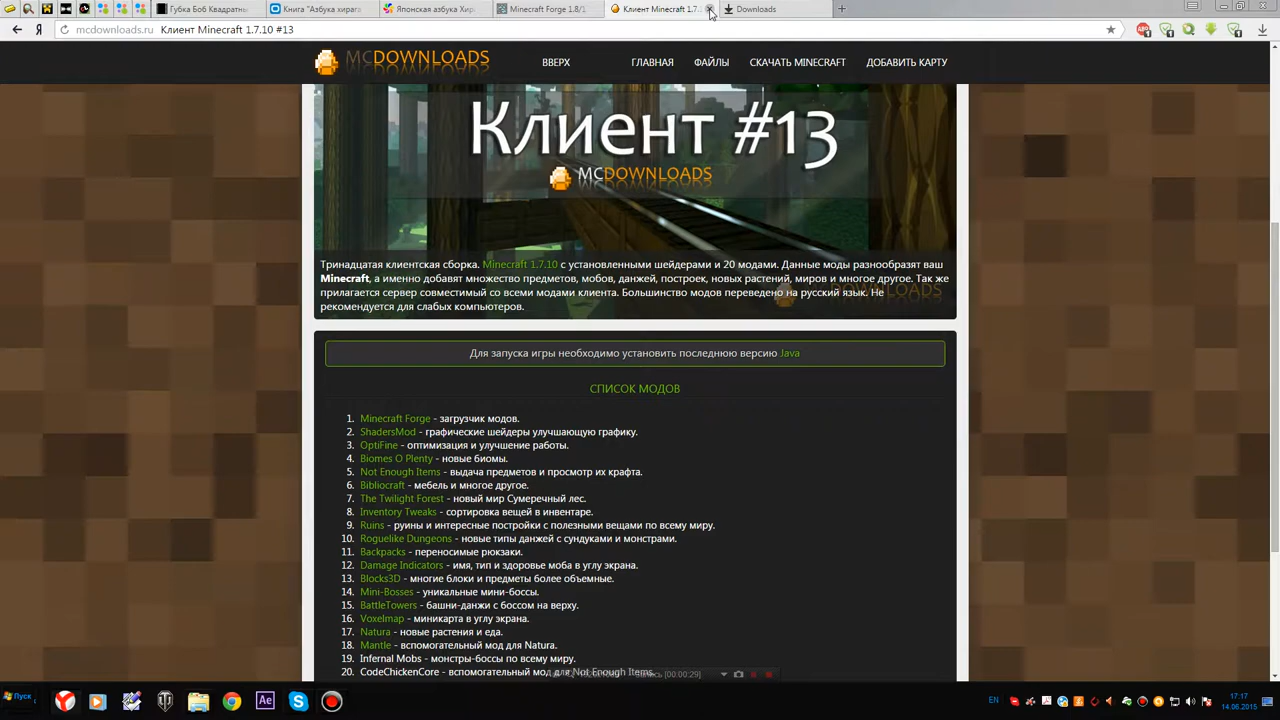 Губка Боб Квадратны
Книга "Азбука хирага
Японская азбука Хир
Minecraft Forge 1.8/1
Клиент Minecraft 1.7.
Downloads
mcdownloads.ru Клиент Minecraft 1.7.10 #13
MCDOWNLOADS
ВВЕРХ
ГЛАВНАЯ
ФАЙЛЫ
СКАЧАТЬ MINECRAFT
ДОБАВИТЬ КАРТУ
Клиент #13
MCDOWNLOADS
Тринадцатая клиентская сборка. Minecraft 1.7.10 с установленными шейдерами и 20 модами. Данные моды разнообразят ваш
Minecraft, а именно добавят множество предметов, мобов, данжей, построек, новых растений, миров и многое другое. Так же
прилагается сервер совместимый со всеми модами клиента. Большинство модов переведено на русский язык. Не
рекомендуется для слабых компьютеров.
Для запуска игры необходимо установить последнюю версию Java
СПИСОК МОДОВ
1. Minecraft Forge - загрузчик модов.
2. ShadersMod - графические шейдеры улучшающую графику.
3. OptiFine - оптимизация и улучшение работы.
4. Biomes O Plenty - новые биомы.
5. Not Enough Items - выдача предметов и просмотр их крафта.
6. Bibliocraft - мебель и многое другое.
7. The Twilight Forest - новый мир Сумеречный лес.
8. Inventory Tweaks - сортировка вещей в инвентаре.
9. Ruins - руины и интересные постройки с полезными вещами по всему миру.
10. Roguelike Dungeons - новые типы данжей с сундуками и монстрами.
11. Backpacks - переносимые рюкзаки.
12. Damage Indicators - имя, тип и здоровье моба в углу экрана.
13. Blocks3D - многие блоки и предметы более объемные.
14. Mini-Bosses - уникальные мини-боссы.
15. BattleTowers - башни-данжи с боссом на верху.
16. Voxelmap - миникарта в углу экрана.
17. Natura - новые растения и еда.
18. Mantle - вспомогательный мод для Natura.
19. Infernal Mobs - монстры-боссы по всему миру.
20. CodeChickenCore - вспомогательный мод для Not Enough Items.
[00:00:29]
Пуск
EN
17:17
14.06.2015